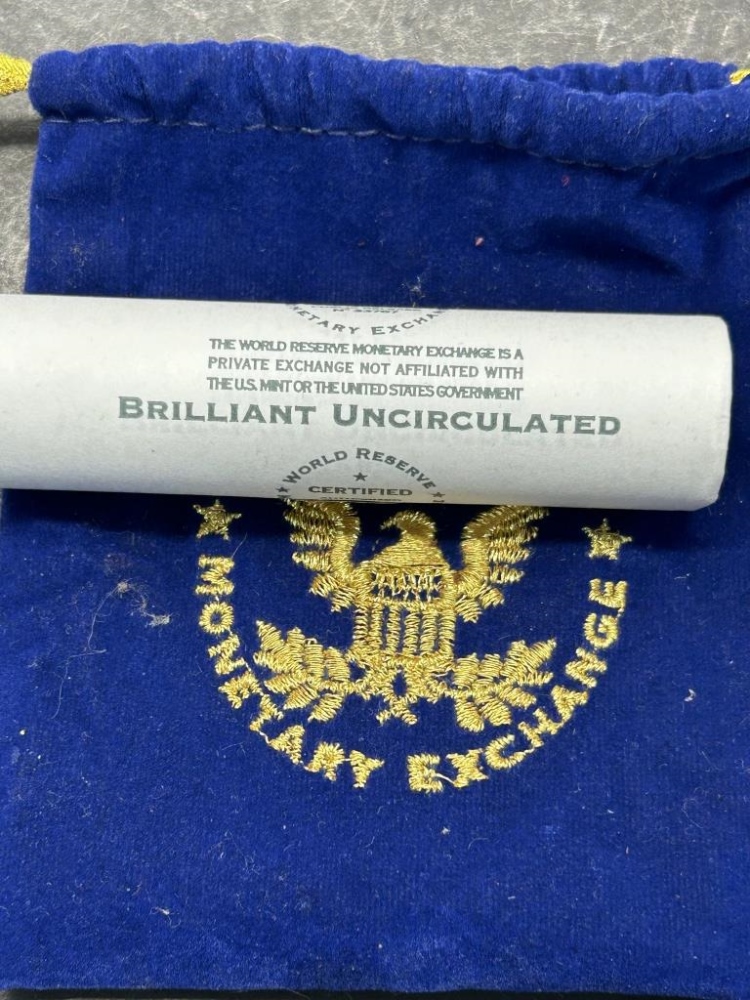 ETARY EXCHA
THE WORLD RESERVE MONETARY EXCHANGE IS A
PRIVATE EXCHANGE NOT AFFILIATED WITH
THE U.S. MINT OR THE UNITED STATES GOVERNMENT
BRILLIANT UNCIRCULATED
WORLD RESERVE
CERTIFIED
MONETARY EXCHANGE